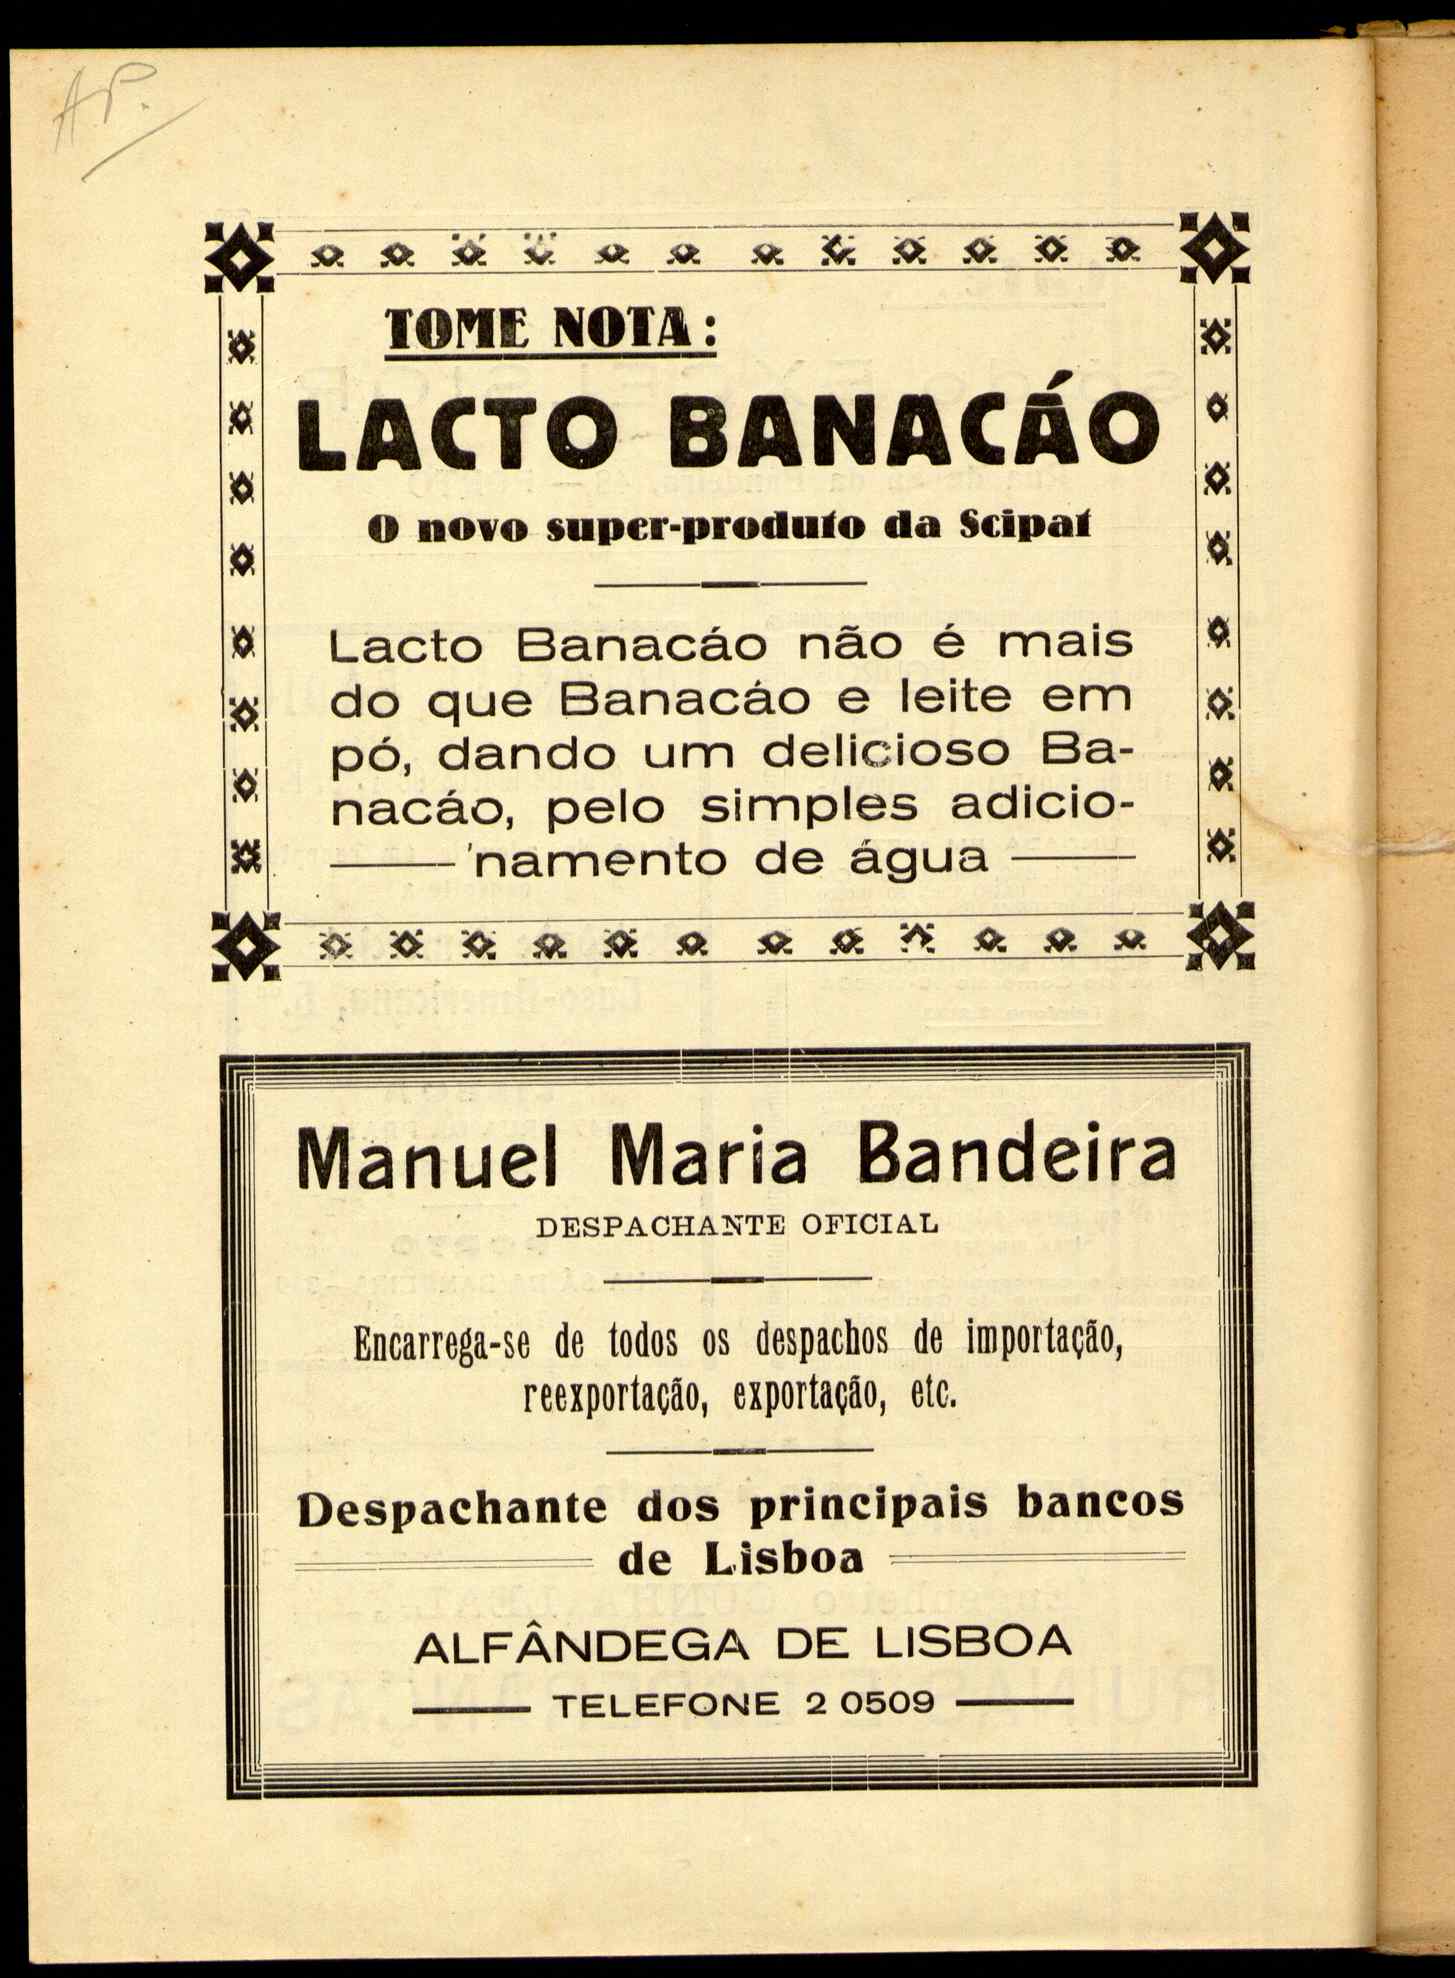 A.P.
TOME NOTA:
LACTO BANACÁO
O novo super-produto da Scipat
Lacto Banacáo não é mais
do que Banacáo e leite em
pó, dando um delicioso Ba-
nacáo, pelo simples adicio-
namento de água
Manuel Maria Bandeira
DESPACHANTE OFICIAL
Encarrega-se de todos os despachos de importação,
reexportação, exportação, etc.
Despachante dos principais bancos
de Lisboa
ALFÂNDEGA DE LISBOA
TELEFONE 2 0509